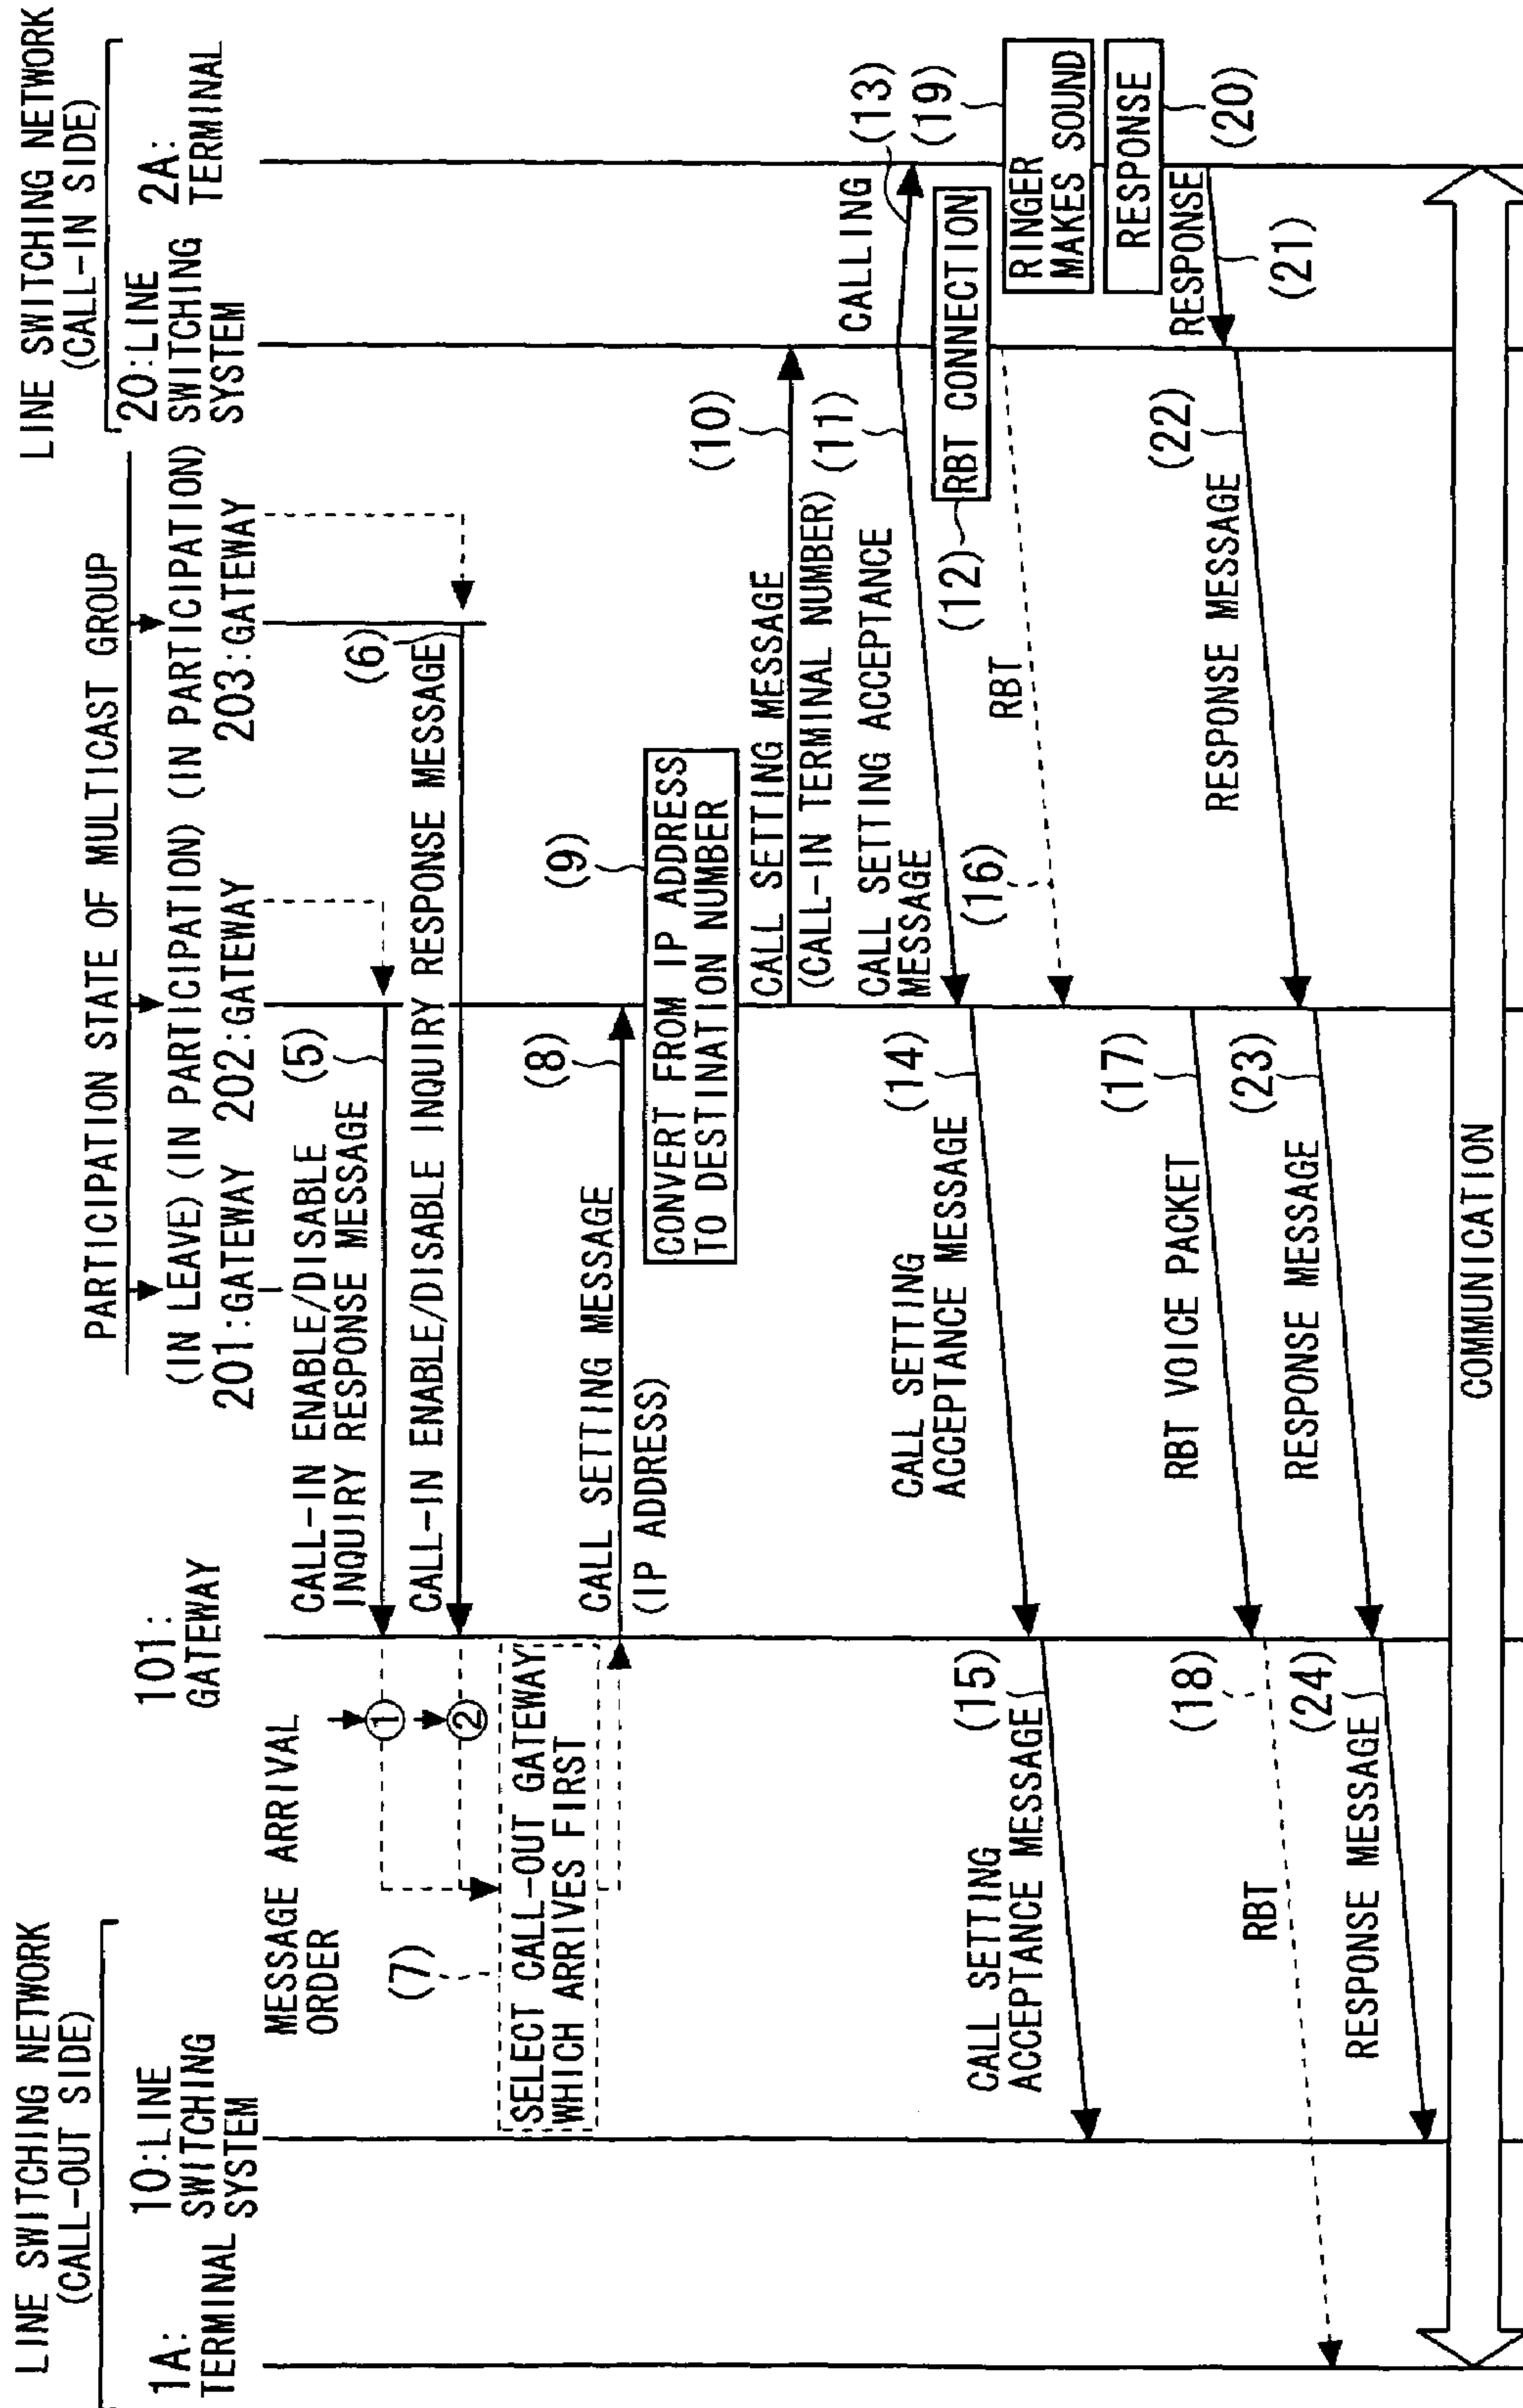 LINE SWITCHING NETWORK
(CALL-OUT SIDE)
1A:
TERMINAL
10:LINE
SWITCHING
SYSTEM
101:
GATEWAY
PARTICIPATION STATE OF MULTICAST GROUP
(IN LEAVE) (IN PARTICIPATION) (IN PARTICIPATION)
201:GATEWAY 202:GATEWAY 203:GATEWAY
LINE SWITCHING NETWORK
(CALL-IN SIDE)
20:LINE
SWITCHING
SYSTEM
2A:
TERMINAL
MESSAGE ARRIVAL
ORDER
①
②
CALL-IN ENABLE/DISABLE
INQUIRY RESPONSE MESSAGE
(5)
CALL-IN ENABLE/DISABLE INQUIRY RESPONSE MESSAGE
(6)
(7)
SELECT CALL-OUT GATEWAY
WHICH ARRIVES FIRST
CALL SETTING MESSAGE
(IP ADDRESS)
(8)
(9)
CONVERT FROM IP ADDRESS
TO DESTINATION NUMBER
CALL SETTING MESSAGE
(CALL-IN TERMINAL NUMBER)
(10)
CALL SETTING ACCEPTANCE
MESSAGE
(11)
CALLING
(13)
(12)
RBT CONNECTION
(19)
RINGER
MAKES SOUND
RESPONSE
(20)
CALL SETTING
ACCEPTANCE MESSAGE
(14)
CALL SETTING
ACCEPTANCE MESSAGE
(15)
RBT
(16)
RBT VOICE PACKET
(17)
RBT
(18)
RESPONSE
(21)
RESPONSE MESSAGE
(22)
RESPONSE MESSAGE
(23)
RESPONSE MESSAGE
(24)
COMMUNICATION